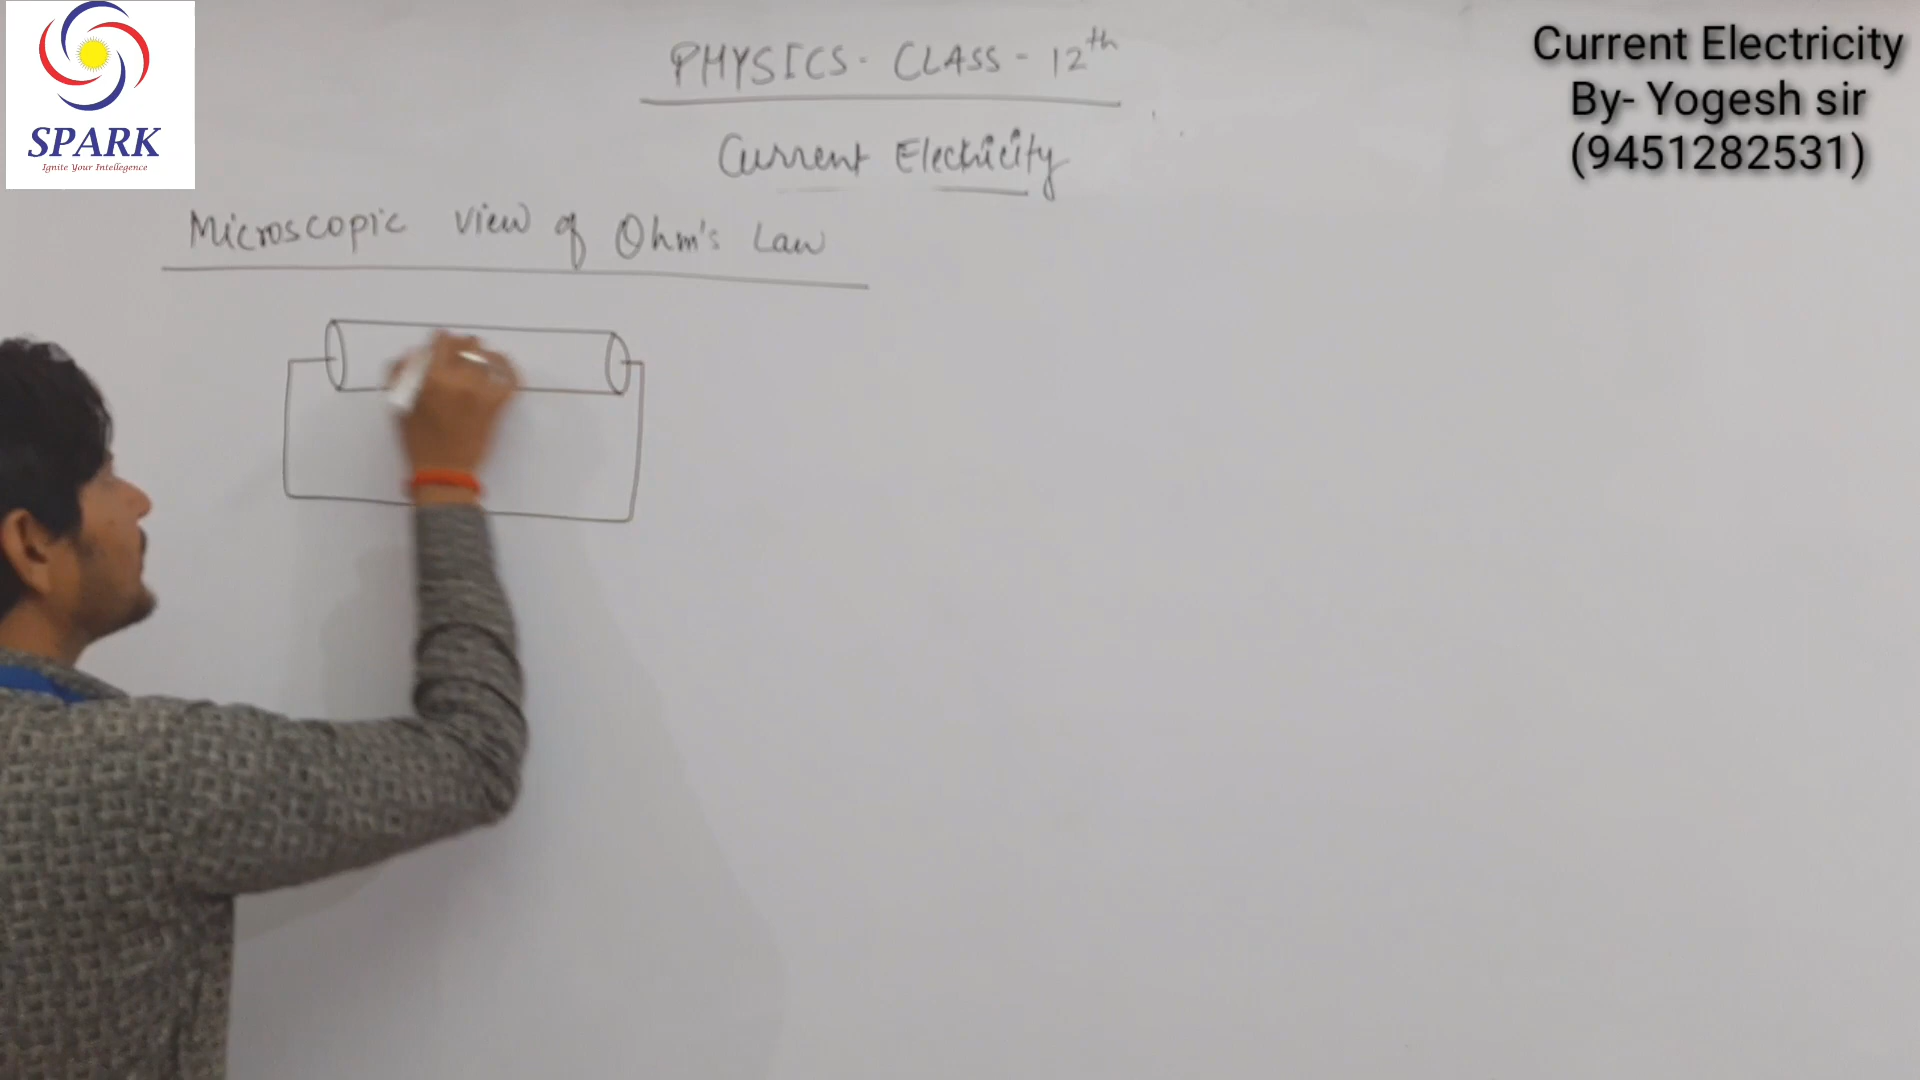 SPARK
Ignite Your Intellegence
PHYSICS - CLASS - 12th
Current Electricity
Microscopic view of Ohm's Law
Current Electricity
By- Yogesh sir
(9451282531)